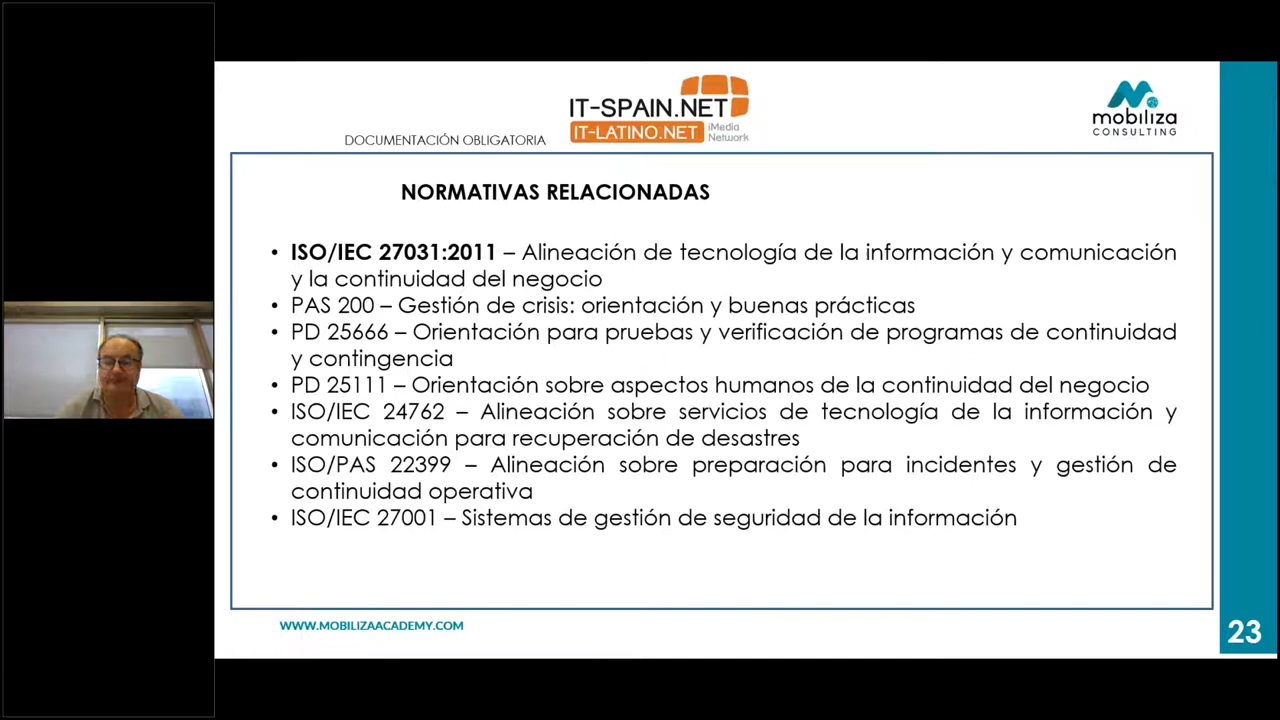 IT-SPAIN.NET
IT-LATINO.NET
iMedia
Network
mobiliza
CONSULTING
DOCUMENTACIÓN OBLIGATORIA
NORMATIVAS RELACIONADAS
• ISO/IEC 27031:2011 – Alineación de tecnología de la información y comunicación
y la continuidad del negocio
• PAS 200 – Gestión de crisis: orientación y buenas prácticas
• PD 25666 – Orientación para pruebas y verificación de programas de continuidad
y contingencia
• PD 25111 – Orientación sobre aspectos humanos de la continuidad del negocio
• ISO/IEC 24762 – Alineación sobre servicios de tecnología de la información y
comunicación para recuperación de desastres
• ISO/PAS 22399 – Alineación sobre preparación para incidentes y gestión de
continuidad operativa
• ISO/IEC 27001 – Sistemas de gestión de seguridad de la información
WWW.MOBILIZAACADEMY.COM
23